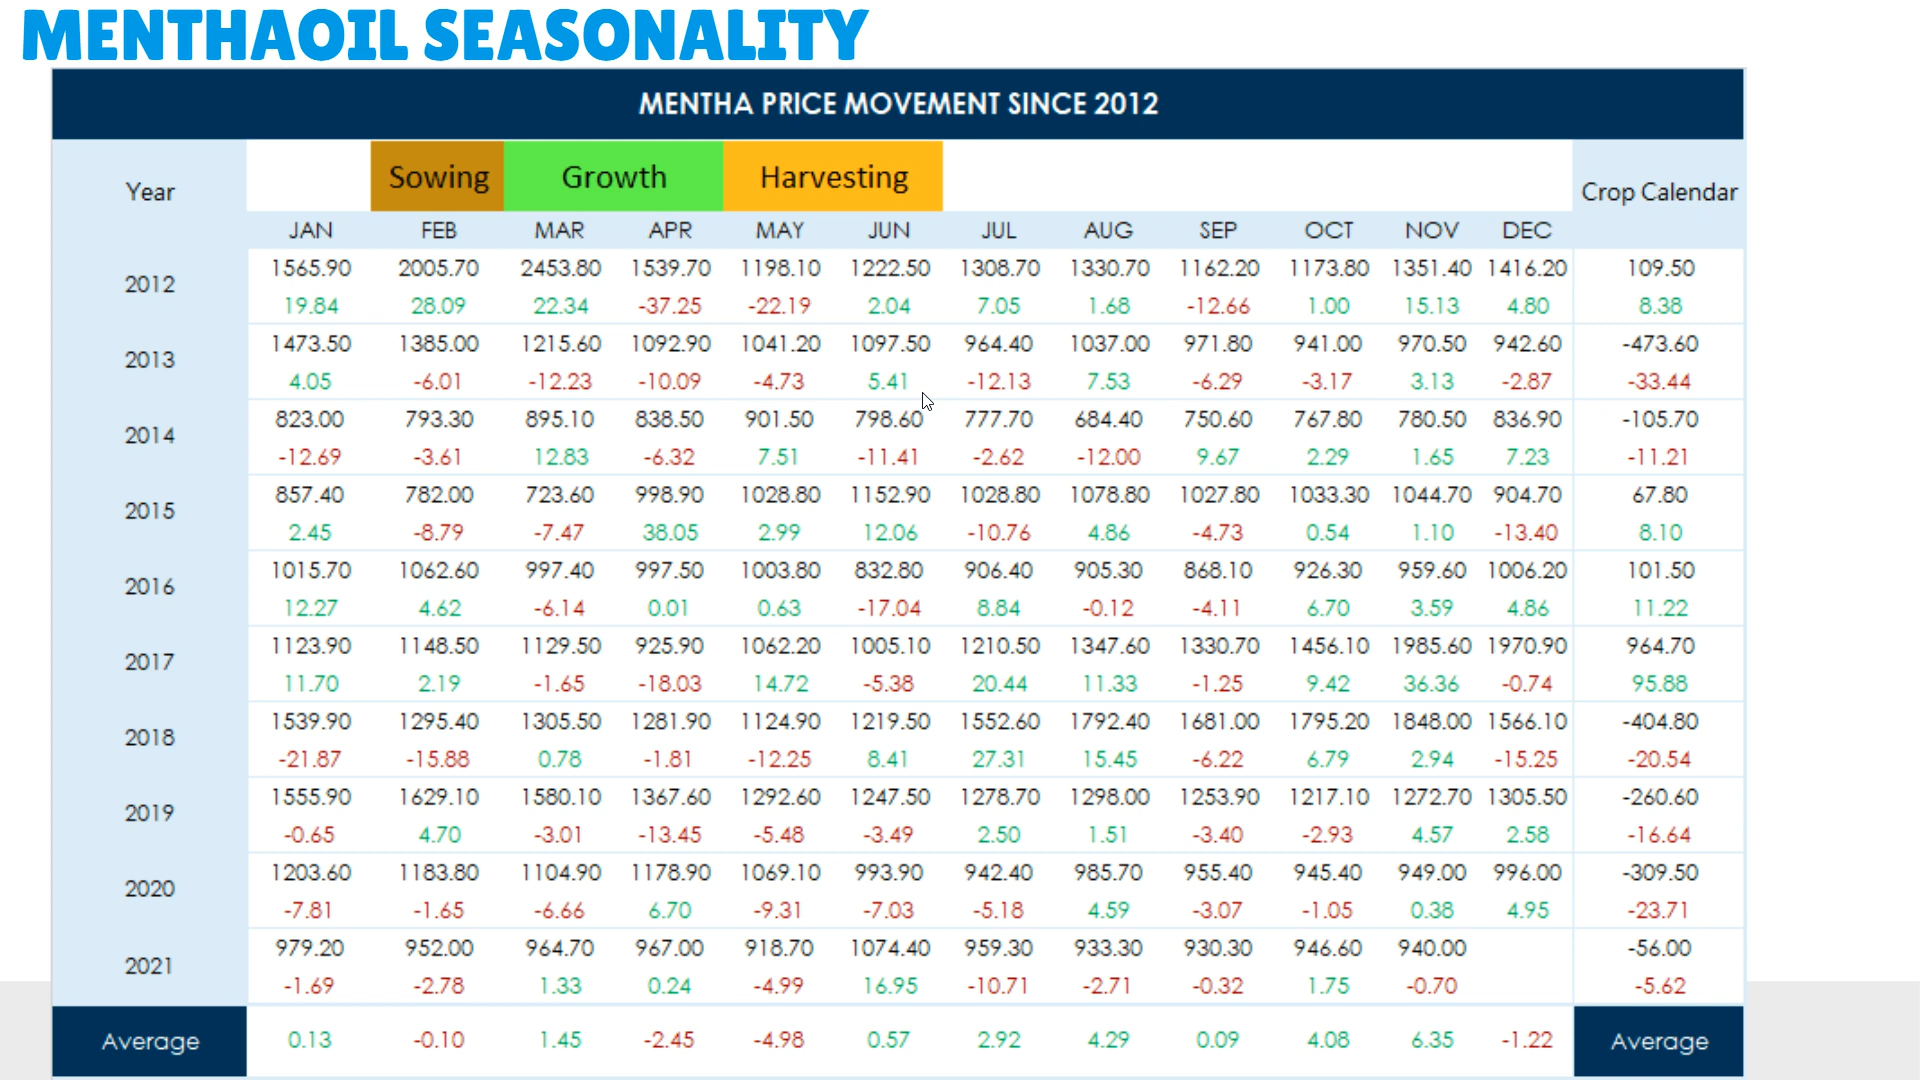 MENTHAOIL SEASONALITY
MENTHA PRICE MOVEMENT SINCE 2012
Year Sowing Growth Harvesting Crop Calendar
JAN FEB MAR APR MAY JUN JUL AUG SEP OCT NOV DEC
2012 1565.90 2005.70 2453.80 1539.70 1198.10 1222.50 1308.70 1330.70 1162.20 1173.80 1351.40 1416.20 109.50
19.84 28.09 22.34 -37.25 -22.19 2.04 7.05 1.68 -12.66 1.00 15.13 4.80 8.38
2013 1473.50 1385.00 1215.60 1092.90 1041.20 1097.50 964.40 1037.00 971.80 941.00 970.50 942.60 -473.60
4.05 -6.01 -12.23 -10.09 -4.73 5.41 -12.13 7.53 -6.29 -3.17 3.13 -2.87 -33.44
2014 823.00 793.30 895.10 838.50 901.50 798.60 777.70 684.40 750.60 767.80 780.50 836.90 -105.70
-12.69 -3.61 12.83 -6.32 7.51 -11.41 -2.62 -12.00 9.67 2.29 1.65 7.23 -11.21
2015 857.40 782.00 723.60 998.90 1028.80 1152.90 1028.80 1078.80 1027.80 1033.30 1044.70 904.70 67.80
2.45 -8.79 -7.47 38.05 2.99 12.06 -10.76 4.86 -4.73 0.54 1.10 -13.40 8.10
2016 1015.70 1062.60 997.40 997.50 1003.80 832.80 906.40 905.30 868.10 926.30 959.60 1006.20 101.50
12.27 4.62 -6.14 0.01 0.63 -17.04 8.84 -0.12 -4.11 6.70 3.59 4.86 11.22
2017 1123.90 1148.50 1129.50 925.90 1062.20 1005.10 1210.50 1347.60 1330.70 1456.10 1985.60 1970.90 964.70
11.70 2.19 -1.65 -18.03 14.72 -5.38 20.44 11.33 -1.25 9.42 36.36 -0.74 95.88
2018 1539.90 1295.40 1305.50 1281.90 1124.90 1219.50 1552.60 1792.40 1681.00 1795.20 1848.00 1566.10 -404.80
-21.87 -15.88 0.78 -1.81 -12.25 8.41 27.31 15.45 -6.22 6.79 2.94 -15.25 -20.54
2019 1555.90 1629.10 1580.10 1367.60 1292.60 1247.50 1278.70 1298.00 1253.90 1217.10 1272.70 1305.50 -260.60
-0.65 4.70 -3.01 -13.45 -5.48 -3.49 2.50 1.51 -3.40 -2.93 4.57 2.58 -16.64
2020 1203.60 1183.80 1104.90 1178.90 1069.10 993.90 942.40 985.70 955.40 945.40 949.00 996.00 -309.50
-7.81 -1.65 -6.66 6.70 -9.31 -7.03 -5.18 4.59 -3.07 -1.05 0.38 4.95 -23.71
2021 979.20 952.00 964.70 967.00 918.70 1074.40 959.30 933.30 930.30 946.60 940.00 -56.00
-1.69 -2.78 1.33 0.24 -4.99 16.95 -10.71 -2.71 -0.32 1.75 -0.70 -5.62
Average 0.13 -0.10 1.45 -2.45 -4.98 0.57 2.92 4.29 0.09 4.08 6.35 -1.22 Average